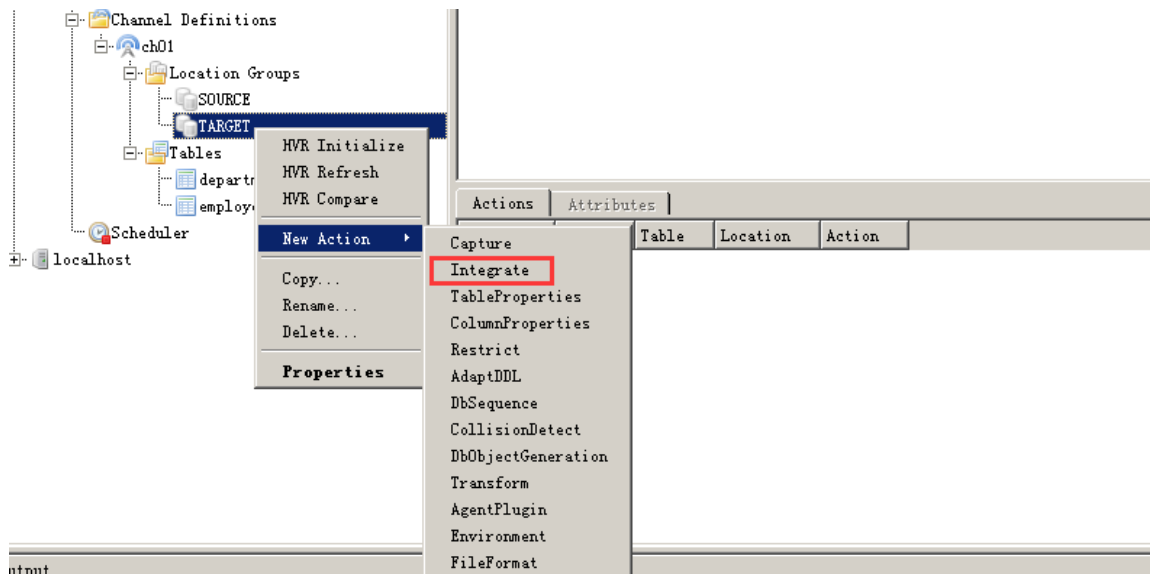 Channel Definitions
ch01
Location Groups
SOURCE
TARGET
Tables
Scheduler
localhost
HVR Initialize
HVR Refresh
HVR Compare
New Action
Copy...
Rename...
Delete...
Properties
Capture
Integrate
TableProperties
ColumnProperties
Restrict
AdaptDDL
DbSequence
CollisionDetect
DbObjectGeneration
Transform
AgentPlugin
Environment
FileFormat
Actions Attributes
Table Location Action